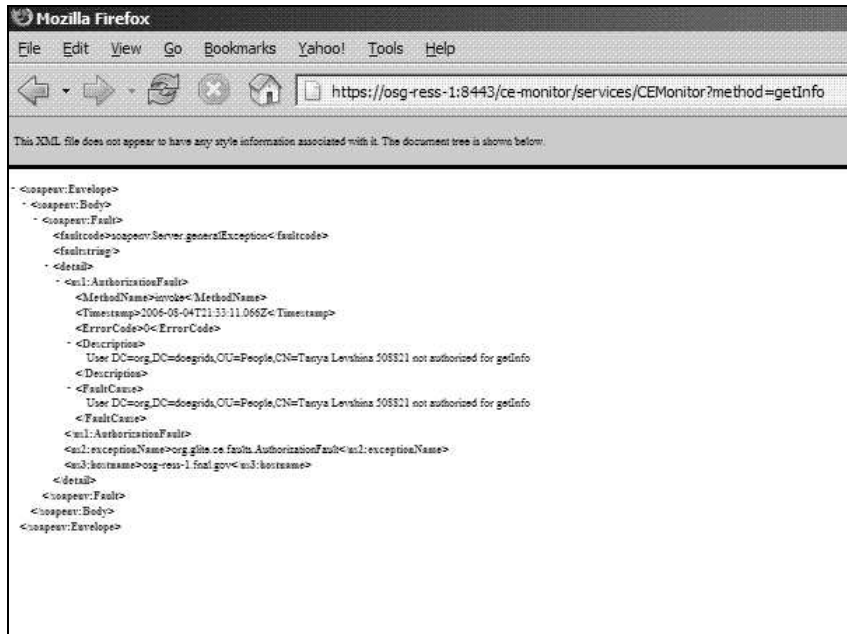 Mozilla Firefox
File Edit View Go Bookmarks Yahoo! Tools Help
https://osg-ress-1:8443/ce-monitor/services/CEMonitor?method=getInfo
This XML file does not appear to have any style information associated with it. The document tree is shown below.
- <soapenv:Envelope>
- <soapenv:Body>
- <soapenv:Fault>
<faultcode>soapenv:Server.generalException</faultcode>
<faultstring/>
- <detail>
- <ns1:AuthorizationFault>
<MethodName>invoke</MethodName>
<Timestamp>2006-08-04T21:33:11.066Z</Timestamp>
<ErrorCode>0</ErrorCode>
- <Description>
User DC=org,DC=doegrids,OU=People,CN=Tanya Levshina 508821 not authorized for getInfo
</Description>
- <FaultCause>
User DC=org,DC=doegrids,OU=People,CN=Tanya Levshina 508821 not authorized for getInfo
</FaultCause>
</ns1:AuthorizationFault>
<ns2:exceptionName>org.glite.ce.faults.AuthorizationFault</ns2:exceptionName>
<ns3:hostname>osg-ress-1.fnal.gov</ns3:hostname>
</detail>
</soapenv:Fault>
</soapenv:Body>
</soapenv:Envelope>